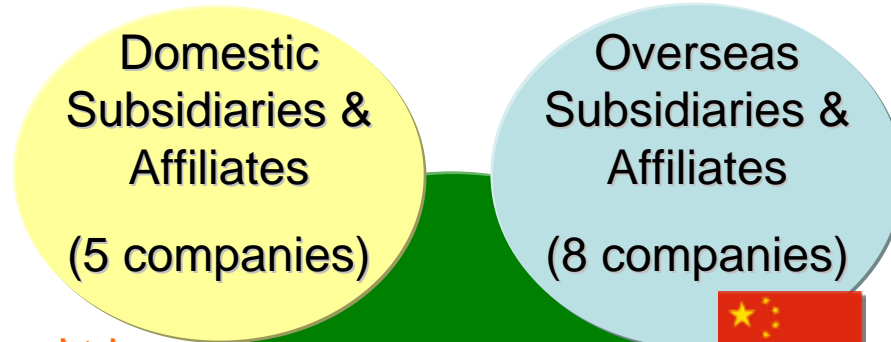 Domestic
Subsidiaries &
Affiliates
(5 companies)
Overseas
Subsidiaries &
Affiliates
(8 companies)